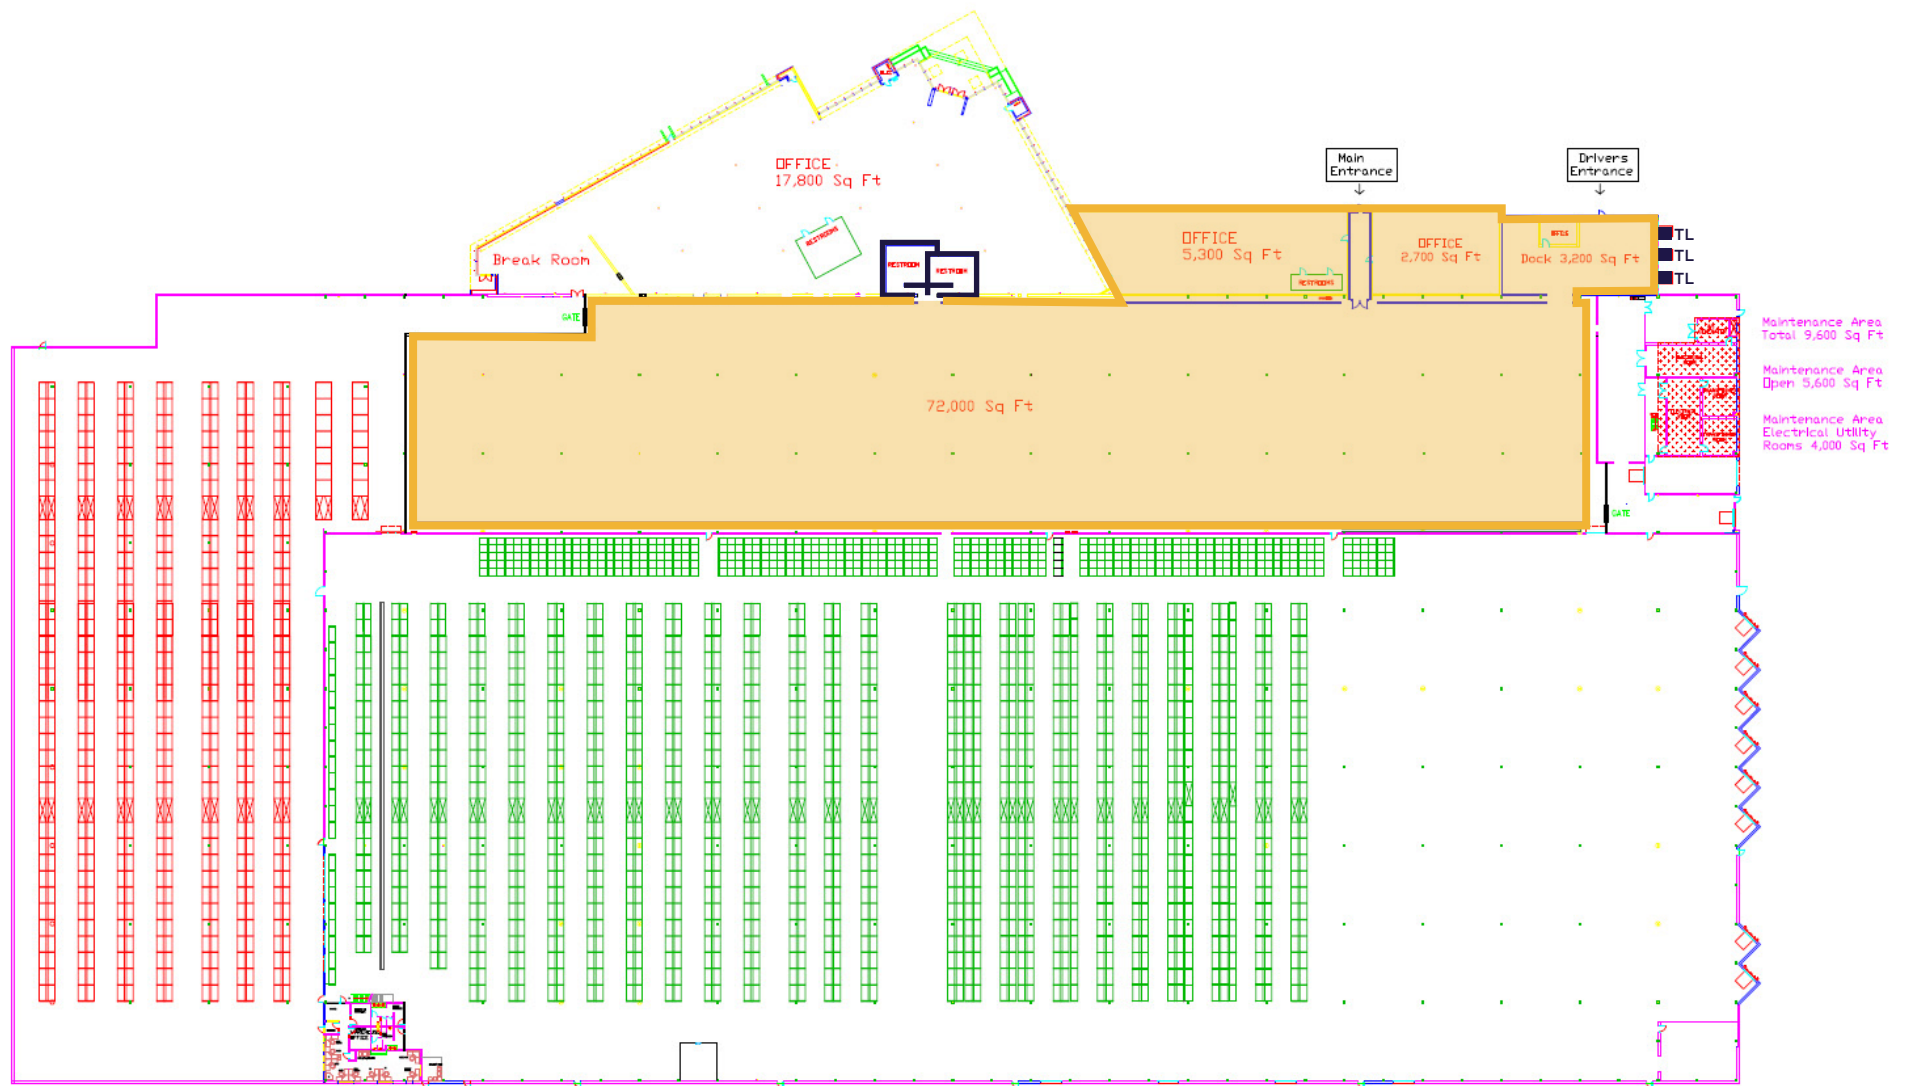 OFFICE
17,800 Sq Ft
Main
Entrance
Drivers
Entrance
RESTROOMS
Break Room
RESTROOM
RESTROOM
OFFICE
5,300 Sq Ft
RESTROOMS
OFFICE
2,700 Sq Ft
OFFICE
Dock 3,200 Sq Ft
TL
TL
TL
GATE
72,000 Sq Ft
Maintenance Area
Total 9,600 Sq Ft
Maintenance Area
Open 5,600 Sq Ft
Maintenance Area
Electrical Utility
Rooms 4,000 Sq Ft
GATE